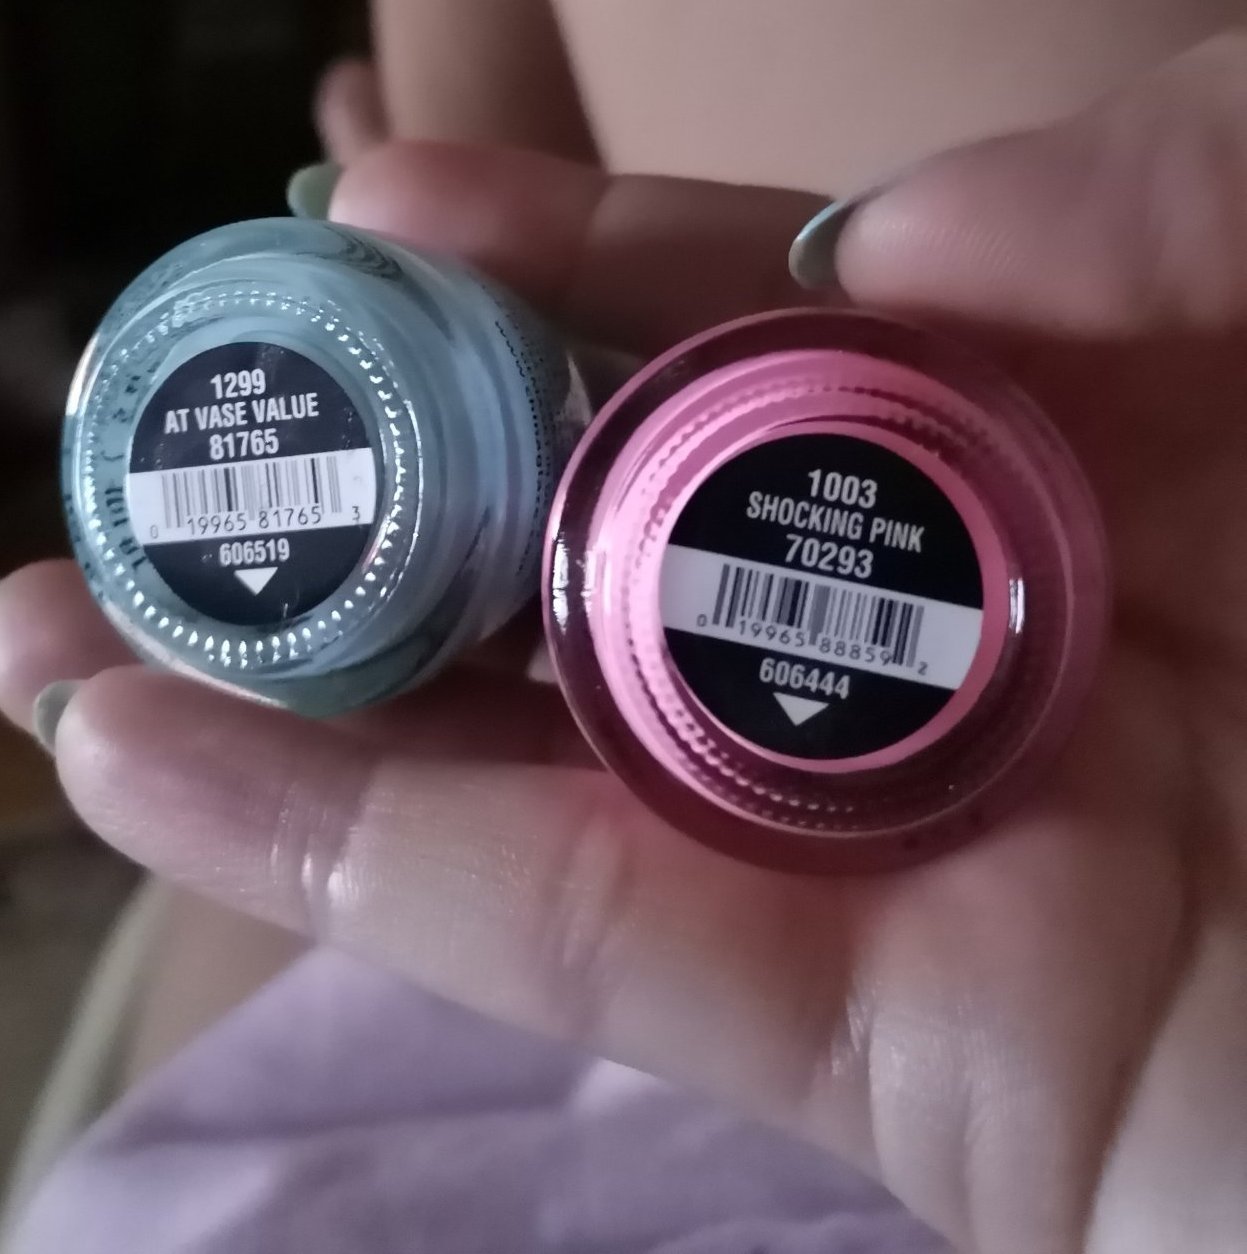 1299
AT VASE VALUE
81765
0 19965 81765 3
606519
1003
SHOCKING PINK
70293
0 19965 88859 2
606444